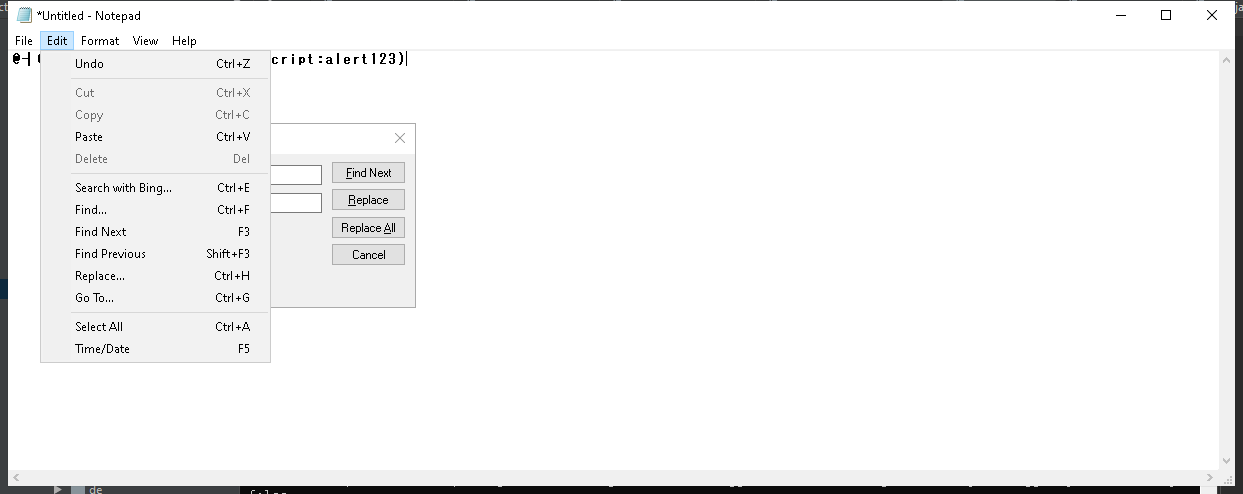 *Untitled - Notepad
File Edit Format View Help
cript:alert123)
Undo Ctrl+Z
Cut Ctrl+X
Copy Ctrl+C
Paste Ctrl+V
Delete Del
Search with Bing... Ctrl+E
Find... Ctrl+F
Find Next F3
Find Previous Shift+F3
Replace... Ctrl+H
Go To... Ctrl+G
Select All Ctrl+A
Time/Date F5
Find Next
Replace
Replace All
Cancel
de